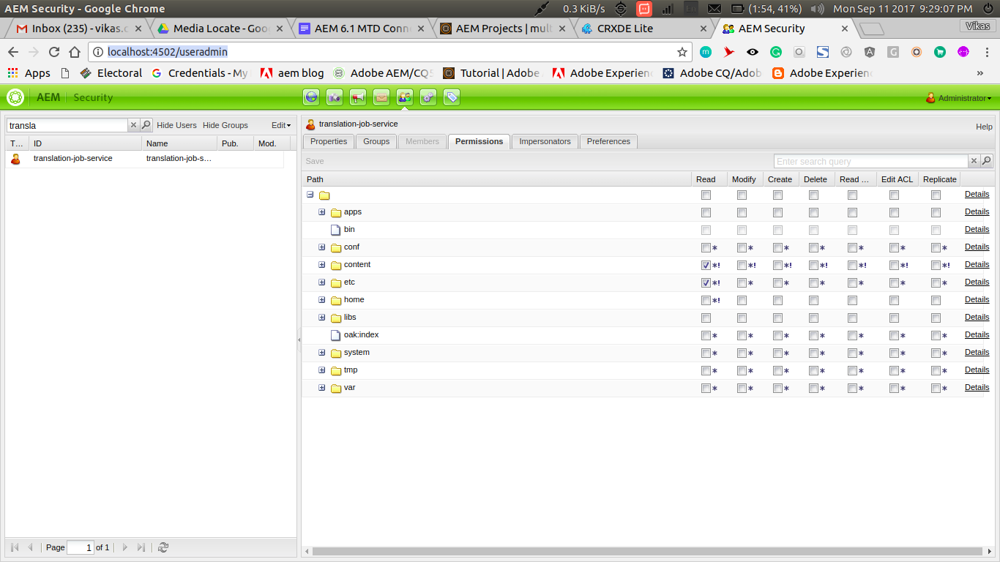 AEM Security - Google Chrome
0.3 KiB/s
En
(1:54, 41%)
Mon Sep 11 2017 9:29:07 PM
Inbox (235) - vikas.c
Media Locate - Goo
AEM 6.1 MTD Conn
AEM Projects | mul
CRXDE Lite
AEM Security
Vikas
localhost:4502/useradmin
Apps
Electoral
Credentials - My
aem blog
Adobe AEM/CQ5
Tutorial | Adobe
Adobe Experien
Adobe CQ/Adob
Adobe Experien
»
AEM
Security
Administrator
transla
Hide Users
Hide Groups
Edit
translation-job-service
Help
T... ID Name Pub. Mod.
translation-job-service translation-job-s...
Properties Groups Members Permissions Impersonators Preferences
Save
Enter search query
Path Read Modify Create Delete Read ... Edit ACL Replicate
Details
apps Details
bin Details
conf * * * * * * * Details
content *! *! *! *! *! *! *! Details
etc *! * * * * * * Details
home *! Details
libs Details
oak:index * * * * * * * Details
system * * * * * * * Details
tmp * * * * * * * Details
var * * * * * * * Details
Page 1 of 1